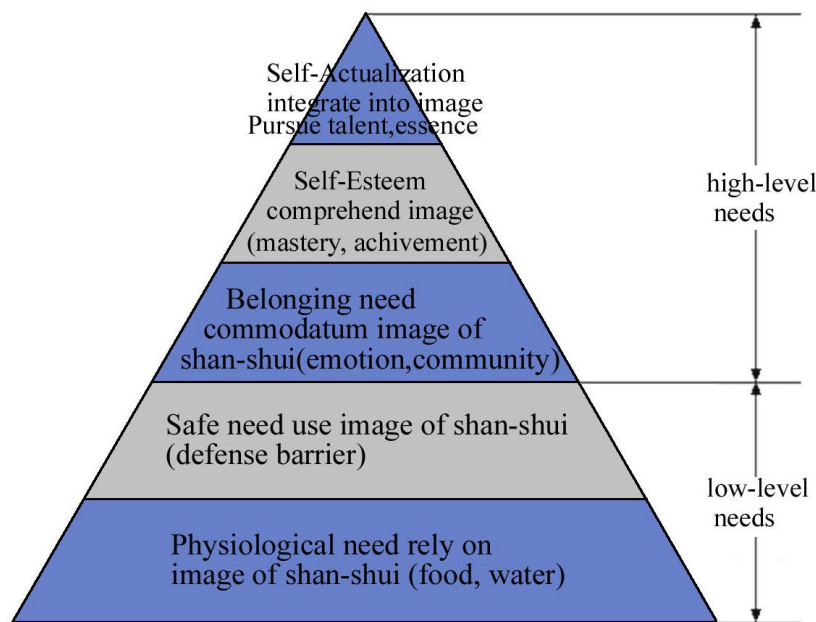 Self-Actualization
integrate into image
Pursue talent,essence
Self-Esteem
comprehend image
(mastery, achivement)
high-level
needs
Belonging need
commodatum image of
shan-shui(emotion,community)
Safe need use image of shan-shui
(defense barrier)
low-level
needs
Physiological need rely on
image of shan-shui (food, water)